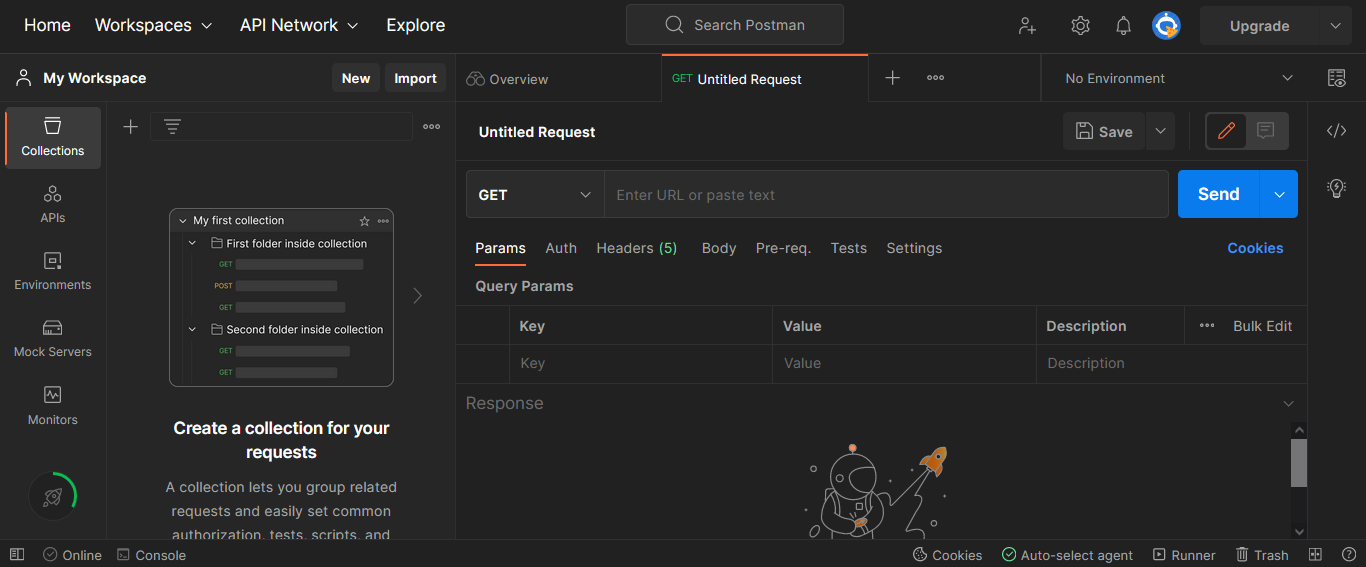 Home Workspaces API Network Explore Search Postman Upgrade
My Workspace New Import Overview GET Untitled Request No Environment
Collections
APIs
Environments
Mock Servers
Monitors
My first collection
First folder inside collection
GET
POST
GET
Second folder inside collection
GET
GET
Create a collection for your
requests
A collection lets you group related
requests and easily set common
authorization, tests, scripts, and
Untitled Request Save
GET Enter URL or paste text Send
Params Auth Headers (5) Body Pre-req. Tests Settings Cookies
Query Params
Key Value Description Bulk Edit
Key Value Description
Response
Online Console Cookies Auto-select agent Runner Trash